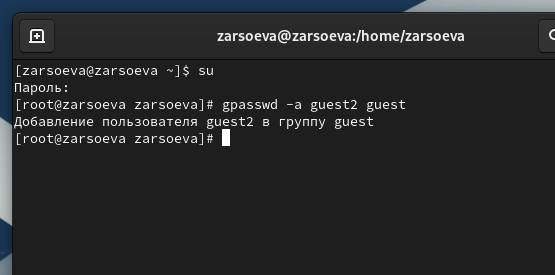 zarsoeva@zarsoeva:/home/zarsoeva
[zarsoeva@zarsoeva ~]$ su
Пароль:
[root@zarsoeva zarsoeva]# gpasswd -a guest2 guest
Добавление пользователя guest2 в группу guest
[root@zarsoeva zarsoeva]#